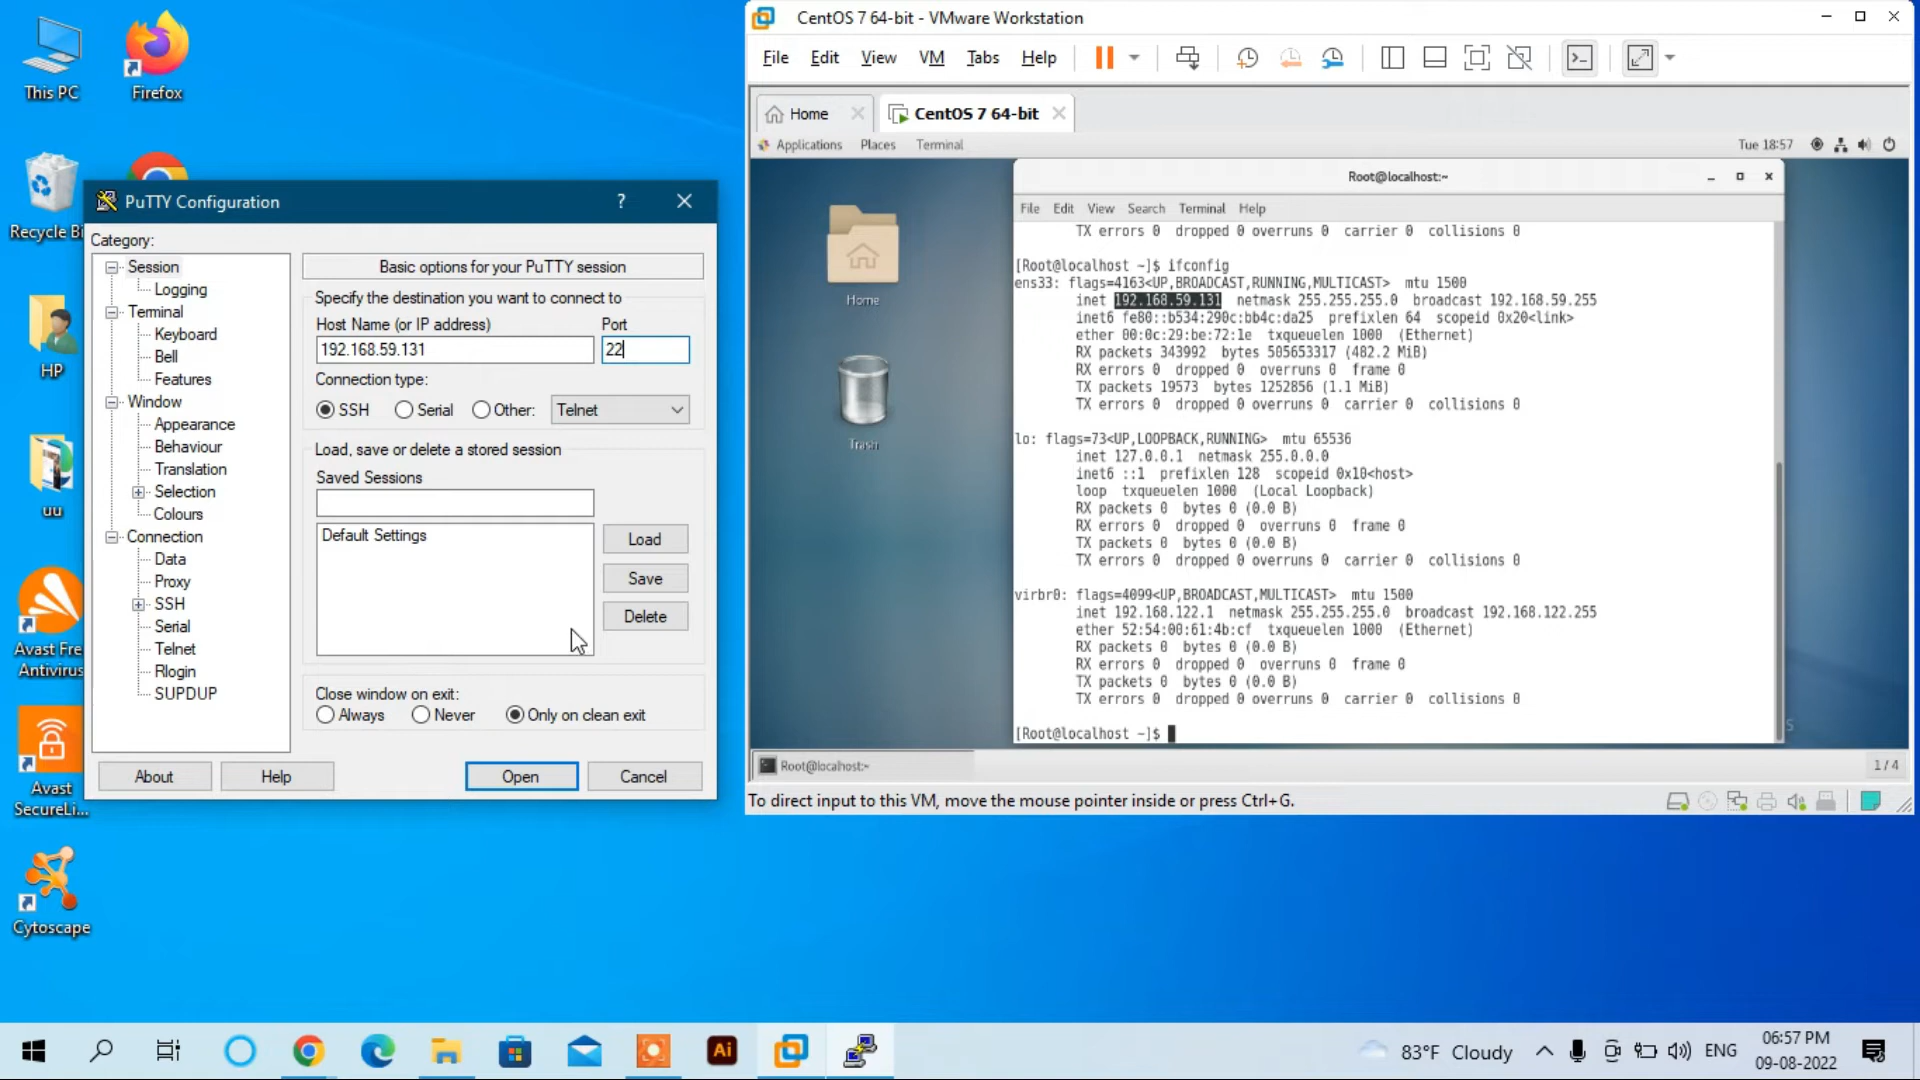 This PC
Firefox
Recycle Bi
HP
uu
Avast Fre
Antivirus
Avast
SecureLi...
Cytoscape
PuTTY Configuration
?
Category:
Session
Logging
Terminal
Keyboard
Bell
Features
Window
Appearance
Behaviour
Translation
Selection
Colours
Connection
Data
Proxy
SSH
Serial
Telnet
Rlogin
SUPDUP
Basic options for your PuTTY session
Specify the destination you want to connect to
Host Name (or IP address) Port
192.168.59.131 22
Connection type:
SSH Serial Other: Telnet
Load, save or delete a stored session
Saved Sessions
Default Settings
Load
Save
Delete
Close window on exit:
Always Never Only on clean exit
About Help Open Cancel
CentOS 7 64-bit - VMware Workstation
File Edit View VM Tabs Help
Home CentOS 7 64-bit
Applications Places Terminal Tue 18:57
Home
Trash
Root@localhost:~
File Edit View Search Terminal Help
TX errors 0 dropped 0 overruns 0 carrier 0 collisions 0
[Root@localhost ~]$ ifconfig
ens33: flags=4163<UP,BROADCAST,RUNNING,MULTICAST> mtu 1500
inet 192.168.59.131 netmask 255.255.255.0 broadcast 192.168.59.255
inet6 fe80::b534:290c:bb4c:da25 prefixlen 64 scopeid 0x20<link>
ether 00:0c:29:be:72:1e txqueuelen 1000 (Ethernet)
RX packets 343992 bytes 505653317 (482.2 MiB)
RX errors 0 dropped 0 overruns 0 frame 0
TX packets 19573 bytes 1252856 (1.1 MiB)
TX errors 0 dropped 0 overruns 0 carrier 0 collisions 0
lo: flags=73<UP,LOOPBACK,RUNNING> mtu 65536
inet 127.0.0.1 netmask 255.0.0.0
inet6 ::1 prefixlen 128 scopeid 0x10<host>
loop txqueuelen 1000 (Local Loopback)
RX packets 0 bytes 0 (0.0 B)
RX errors 0 dropped 0 overruns 0 frame 0
TX packets 0 bytes 0 (0.0 B)
TX errors 0 dropped 0 overruns 0 carrier 0 collisions 0
virbr0: flags=4099<UP,BROADCAST,MULTICAST> mtu 1500
inet 192.168.122.1 netmask 255.255.255.0 broadcast 192.168.122.255
ether 52:54:00:61:4b:cf txqueuelen 1000 (Ethernet)
RX packets 0 bytes 0 (0.0 B)
RX errors 0 dropped 0 overruns 0 frame 0
TX packets 0 bytes 0 (0.0 B)
TX errors 0 dropped 0 overruns 0 carrier 0 collisions 0
[Root@localhost ~]$
S
Root@localhost:~ 1 / 4
To direct input to this VM, move the mouse pointer inside or press Ctrl+G.
Ai
83°F Cloudy
ENG
06:57 PM
09-08-2022